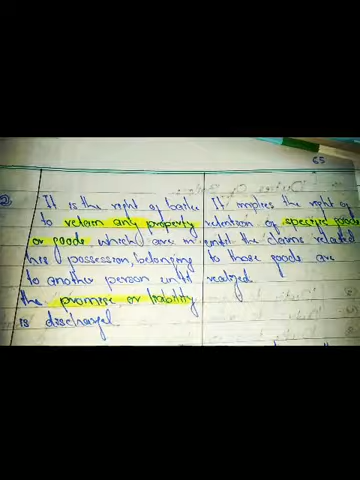 65
2) It is the right of bailee
to retain any property
or goods which are in
his possession, belonging
to another person until
the promise or liability
is discharged
It implies the right of
retention of specific goods
until the claims related
to those goods are
realized.